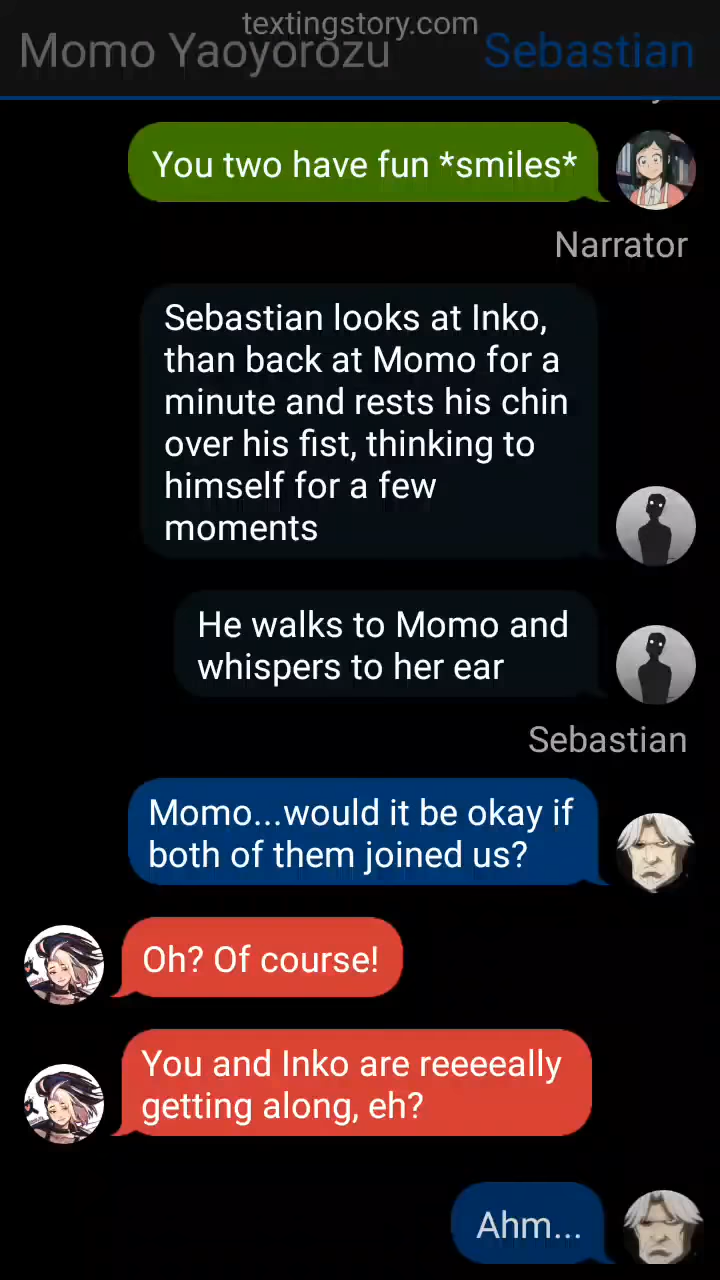 textingstory.com
Momo Yaoyorozu
Sebastian
You two have fun *smiles*
Narrator
Sebastian looks at Inko,
than back at Momo for a
minute and rests his chin
over his fist, thinking to
himself for a few
moments
He walks to Momo and
whispers to her ear
Sebastian
Momo...would it be okay if
both of them joined us?
Oh? Of course!
You and Inko are reeeeally
getting along, eh?
Ahm...